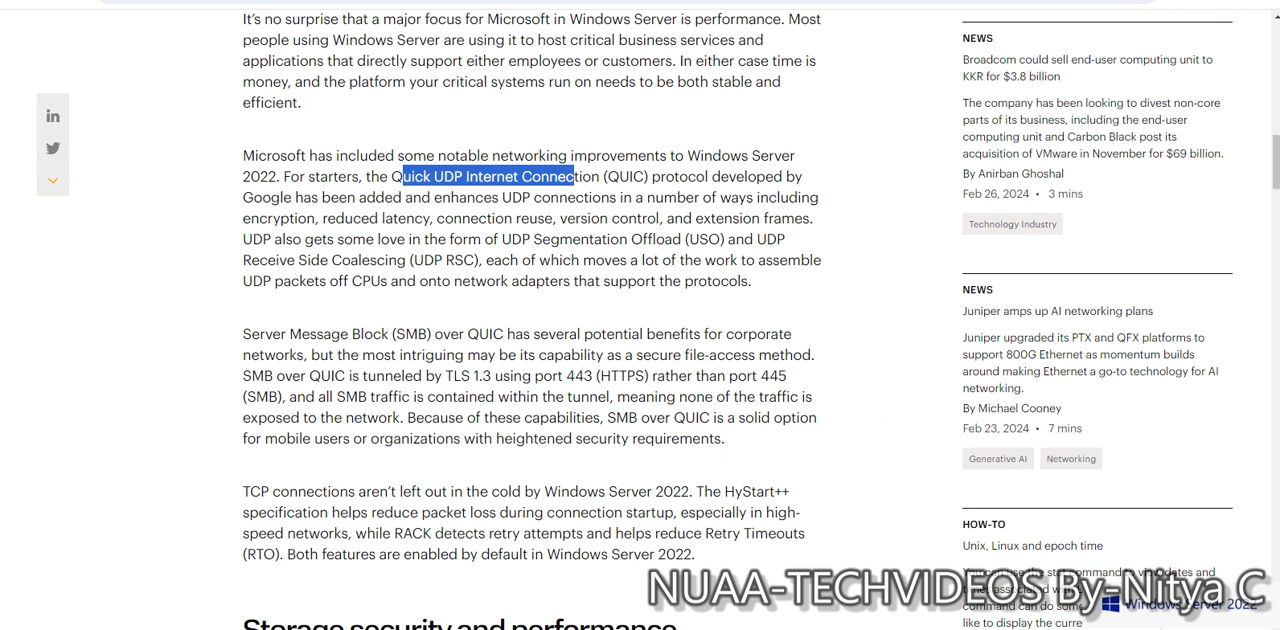 It's no surprise that a major focus for Microsoft in Windows Server is performance. Most
people using Windows Server are using it to host critical business services and
applications that directly support either employees or customers. In either case time is
money, and the platform your critical systems run on needs to be both stable and
efficient.
Microsoft has included some notable networking improvements to Windows Server
2022. For starters, the Quick UDP Internet Connection (QUIC) protocol developed by
Google has been added and enhances UDP connections in a number of ways including
encryption, reduced latency, connection reuse, version control, and extension frames.
UDP also gets some love in the form of UDP Segmentation Offload (USO) and UDP
Receive Side Coalescing (UDP RSC), each of which moves a lot of the work to assemble
UDP packets off CPUs and onto network adapters that support the protocols.
Server Message Block (SMB) over QUIC has several potential benefits for corporate
networks, but the most intriguing may be its capability as a secure file-access method.
SMB over QUIC is tunneled by TLS 1.3 using port 443 (HTTPS) rather than port 445
(SMB), and all SMB traffic is contained within the tunnel, meaning none of the traffic is
exposed to the network. Because of these capabilities, SMB over QUIC is a solid option
for mobile users or organizations with heightened security requirements.
TCP connections aren't left out in the cold by Windows Server 2022. The HyStart++
specification helps reduce packet loss during connection startup, especially in high-
speed networks, while RACK detects retry attempts and helps reduce Retry Timeouts
(RTO). Both features are enabled by default in Windows Server 2022.
Storage security and performance
NEWS
Broadcom could sell end-user computing unit to
KKR for $3.8 billion
The company has been looking to divest non-core
parts of its business, including the end-user
computing unit and Carbon Black post its
acquisition of VMware in November for $69 billion.
By Anirban Ghoshal
Feb 26, 2024 • 3 mins
Technology Industry
NEWS
Juniper amps up AI networking plans
Juniper upgraded its PTX and QFX platforms to
support 800G Ethernet as momentum builds
around making Ethernet a go-to technology for AI
networking.
By Michael Cooney
Feb 23, 2024 • 7 mins
Generative AI Networking
HOW-TO
Unix, Linux and epoch time
You can use the stat command to view dates and
times associated with
command can do some
like to display the curre
NUAA-TECHVIDEOS By-Nitya C
Windows Server 2022
in